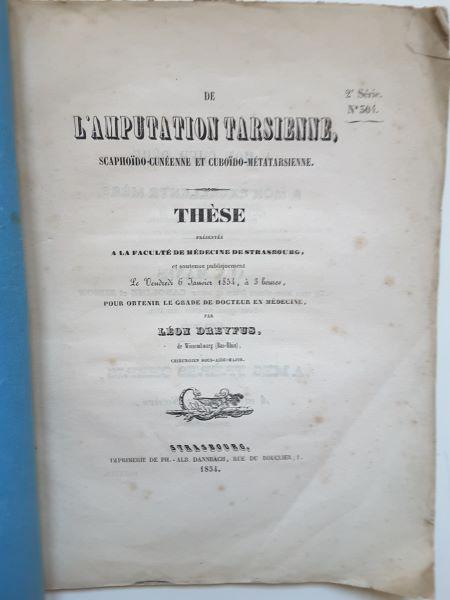 DE
L'AMPUTATION TARSIENNE,
SCAPHOÏDO-CUNÉENNE ET CUBOÏDO-MÉTATARSIENNE.
2e Série.
No 304.
THÈSE
PRÉSENTÉE
A LA FACULTÉ DE MÉDECINE DE STRASBOURG,
et soutenue publiquement
Le Vendredi 6 Janvier 1854, à 3 heures,
POUR OBTENIR LE GRADE DE DOCTEUR EN MÉDECINE,
PAR
LÉON DREYFUS,
de Wissembourg (Bas-Rhin),
CHIRURGIEN SOUS-AIDE-MAJOR.
STRASBOURG,
IMPRIMERIE DE PH.-ALB. DANNBACH, RUE DU BOUCLIER, 1.
1854.